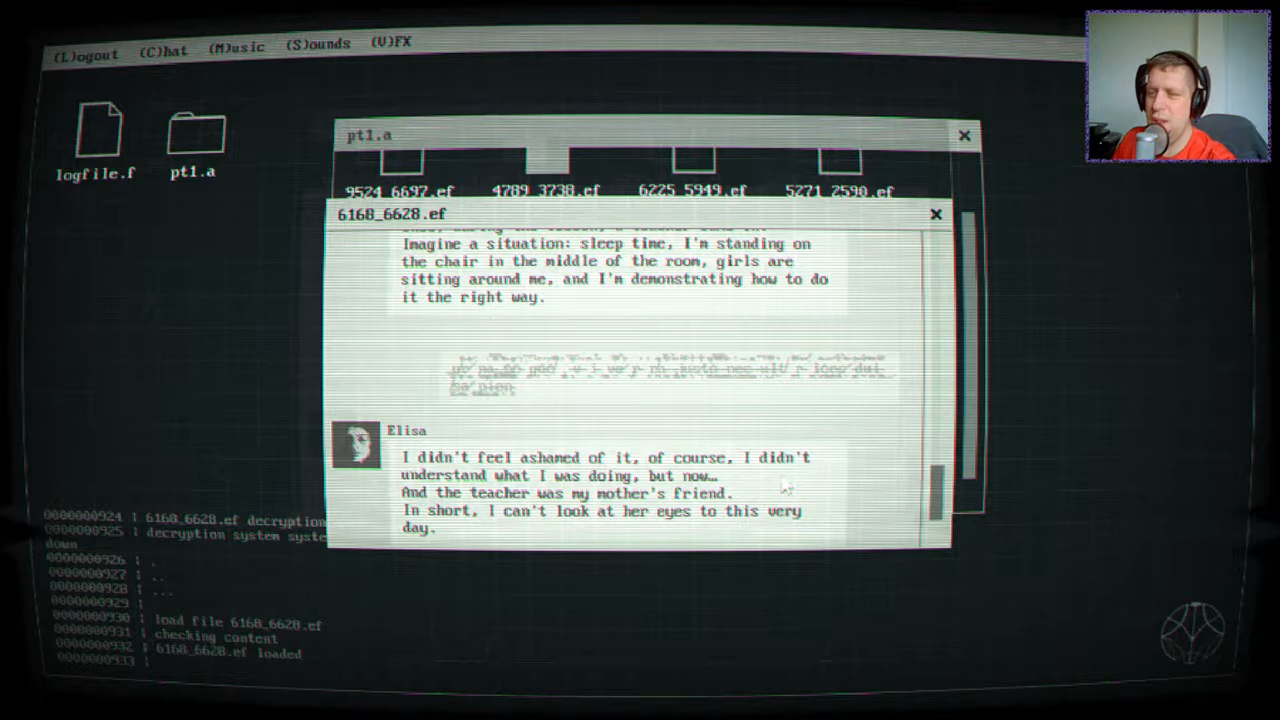 (L)ogout (C)hat (M)usic (S)ounds (V)FX
logfile.f pt1.a
pt1.a
9524_6697.ef 4789_3738.ef 6225_5949.ef 5271_2590.ef
6168_6628.ef
Imagine a situation: sleep time, I'm standing on
the chair in the middle of the room, girls are
sitting around me, and I'm demonstrating how to do
it the right way.
Elisa
I didn't feel ashamed of it, of course, I didn't
understand what I was doing, but now…
And the teacher was my mother's friend.
In short, I can't look at her eyes to this very
day.
0000000924 | 6168_6628.ef decryption
0000000925 | decryption system syste
down
0000000926 | .
0000000927 | ..
0000000928 | ...
0000000929 |
0000000930 | load file 6168_6628.ef
0000000931 | checking content
0000000932 | 6168_6628.ef loaded
0000000933 |